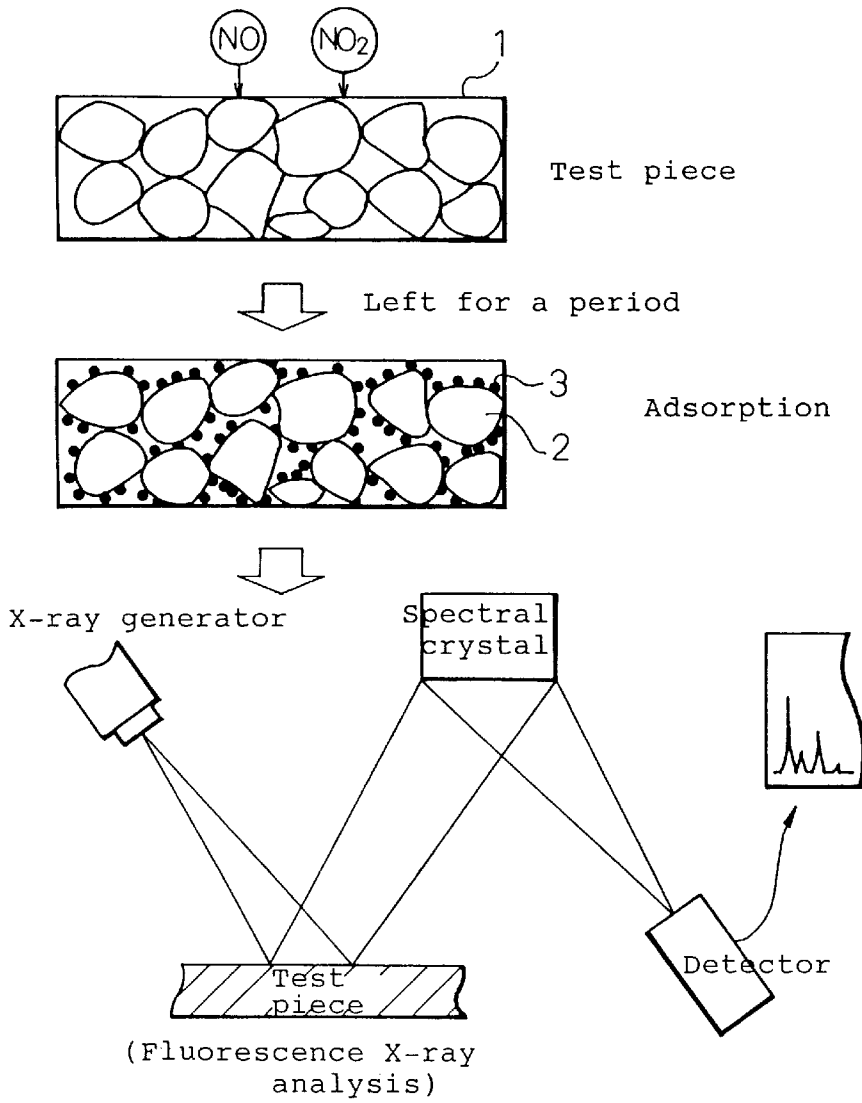 NO NO₂ 1
Test piece
Left for a period
3
2
Adsorption
X-ray generator
Spectral
crystal
Test
piece
Detector
(Fluorescence X-ray
analysis)